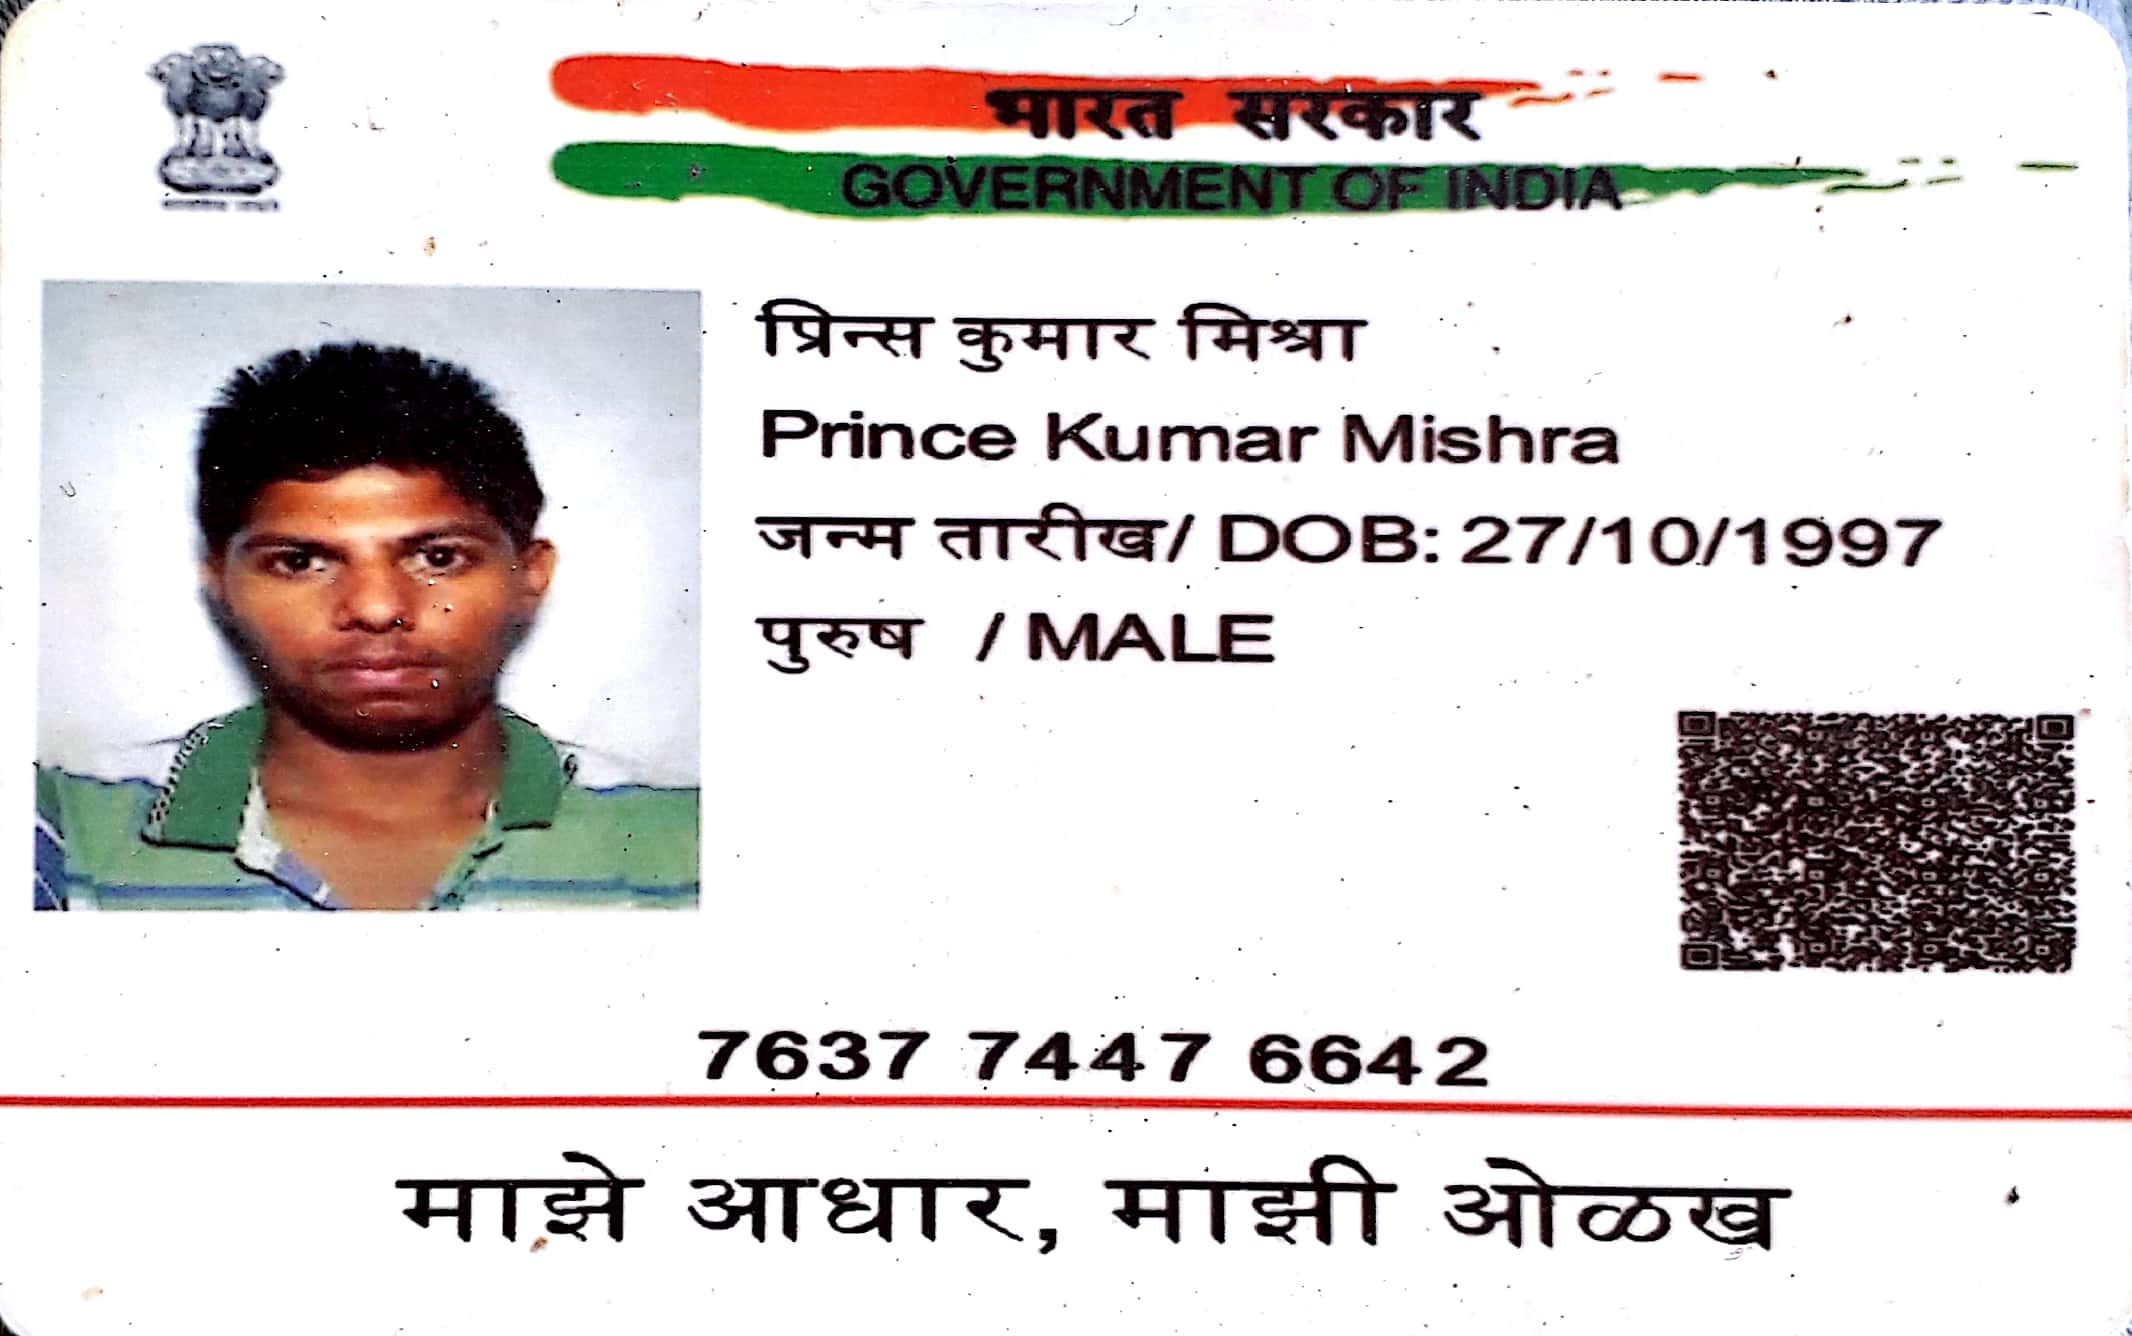 भारत सरकार
GOVERNMENT OF INDIA
प्रिन्स कुमार मिश्रा
Prince Kumar Mishra
जन्म तारीख/ DOB: 27/10/1997
पुरुष / MALE
7637 7447 6642
माझे आधार, माझी ओळख